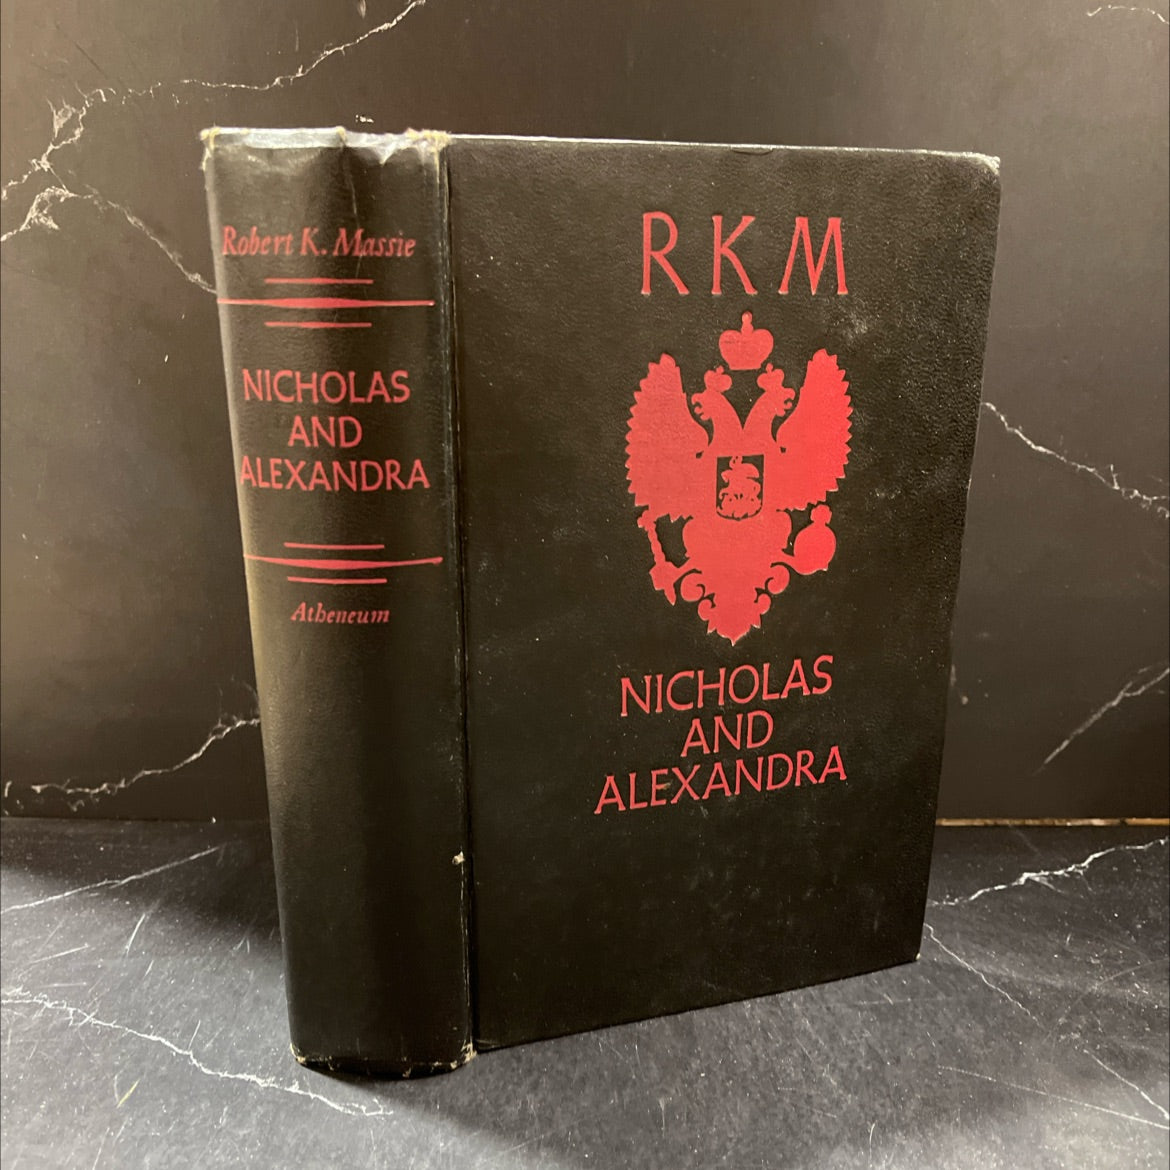 Robert K. Massie
NICHOLAS
AND
ALEXANDRA
Atheneum
RKM
NICHOLAS
AND
ALEXANDRA